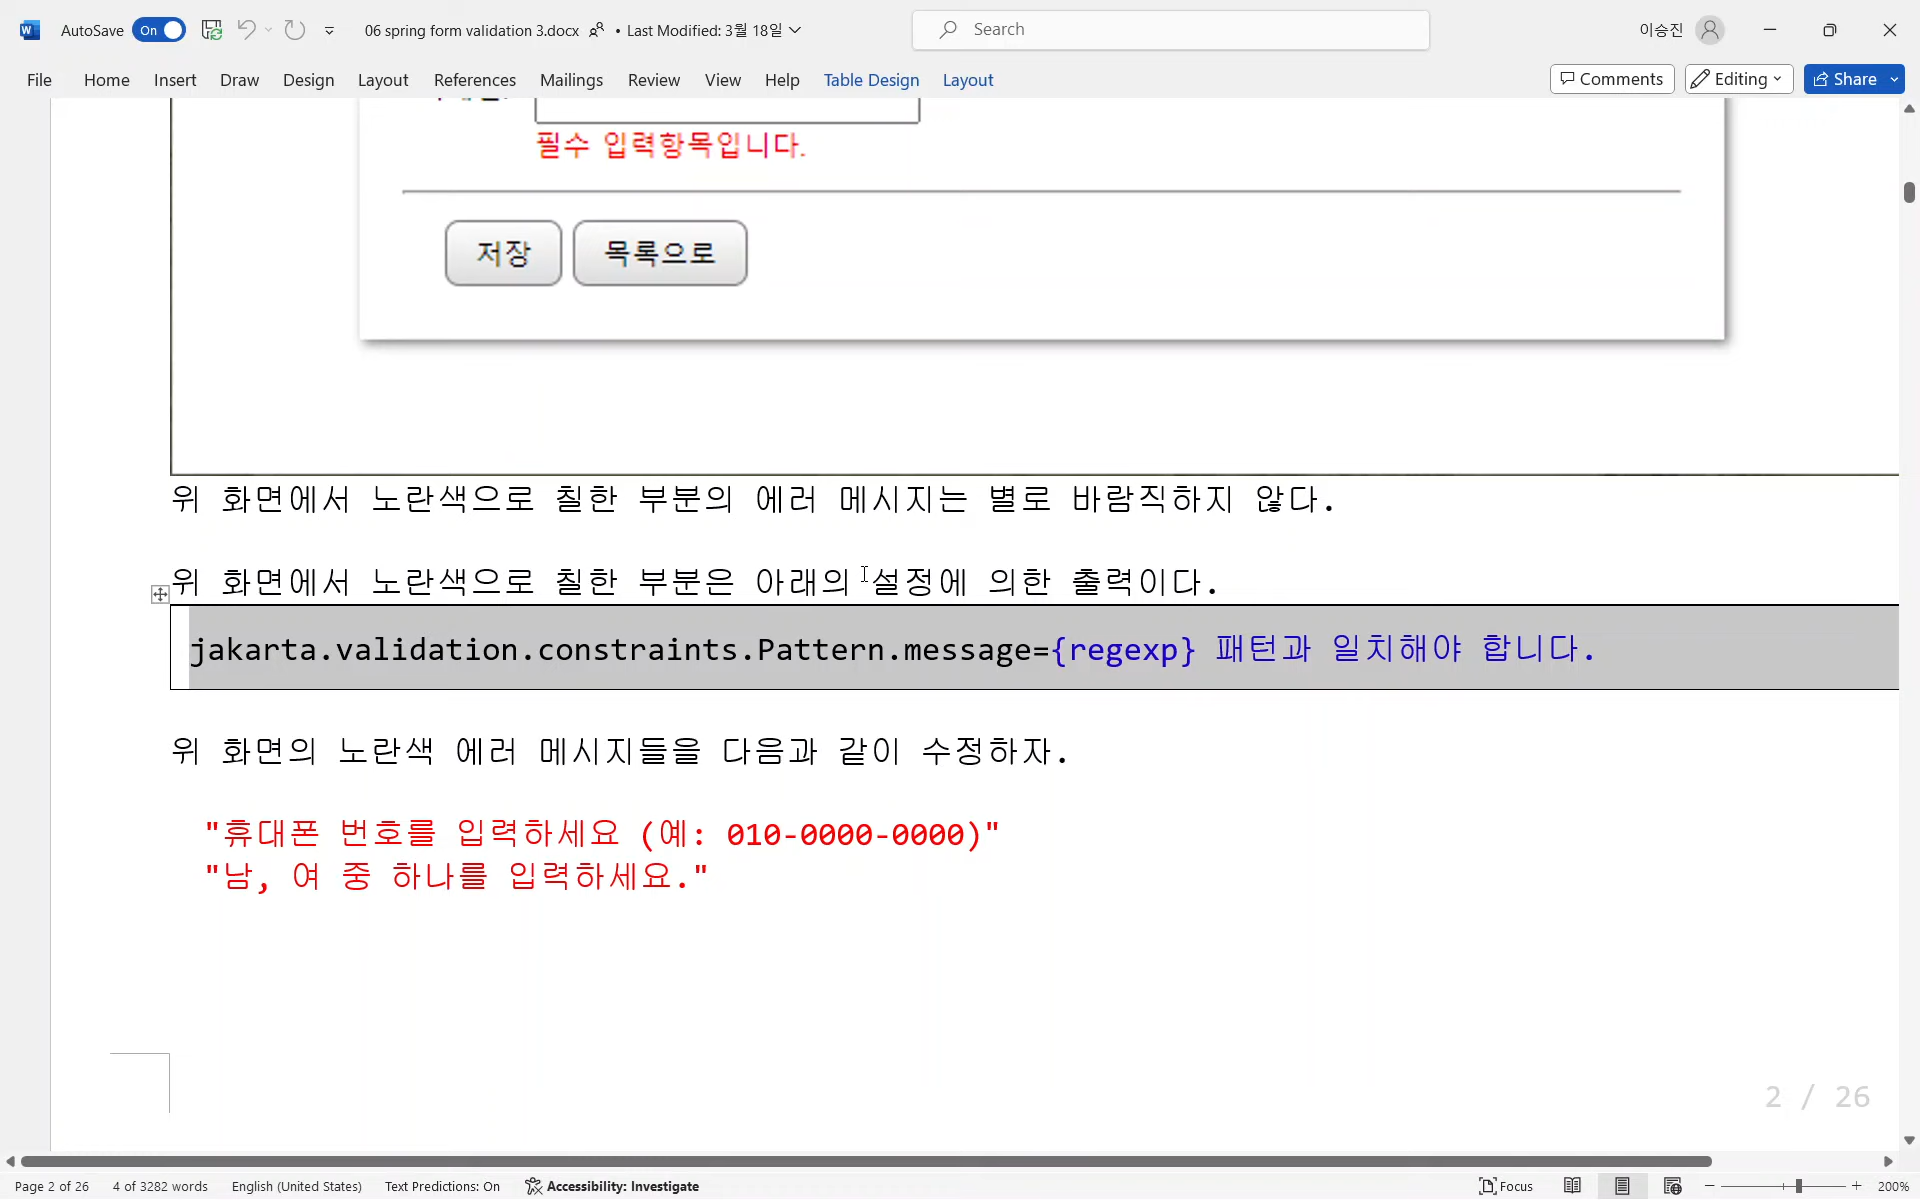 AutoSave On 06 spring form validation 3.docx • Last Modified: 3월 18일 Search 이승진
File Home Insert Draw Design Layout References Mailings Review View Help Table Design Layout Comments Editing Share
필수 입력항목입니다.
저장 목록으로
위 화면에서 노란색으로 칠한 부분의 에러 메시지는 별로 바람직하지 않다.
위 화면에서 노란색으로 칠한 부분은 아래의 설정에 의한 출력이다.
jakarta.validation.constraints.Pattern.message={regexp} 패턴과 일치해야 합니다.
위 화면의 노란색 에러 메시지들을 다음과 같이 수정하자.
"휴대폰 번호를 입력하세요 (예: 010-0000-0000)"
"남, 여 중 하나를 입력하세요."
2 / 26
Page 2 of 26 4 of 3282 words English (United States) Text Predictions: On Accessibility: Investigate Focus 200%